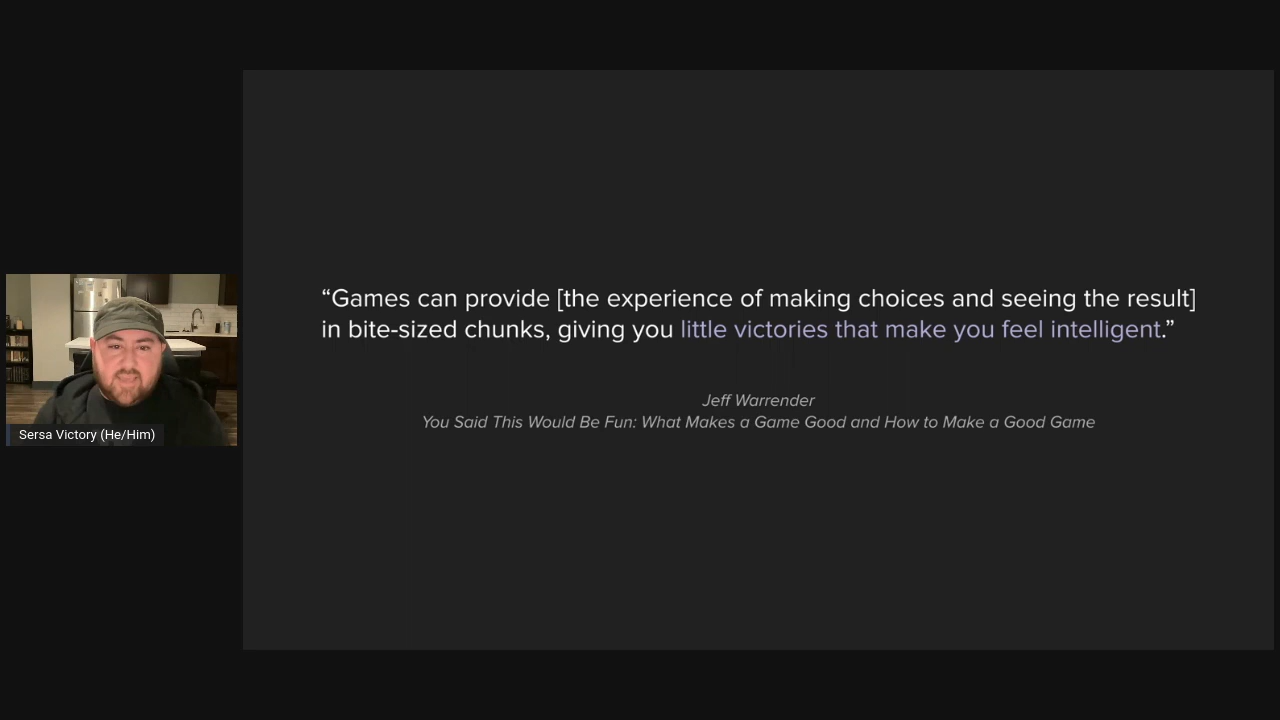 “Games can provide [the experience of making choices and seeing the result]
in bite-sized chunks, giving you little victories that make you feel intelligent.”
Jeff Warrender
You Said This Would Be Fun: What Makes a Game Good and How to Make a Good Game
Sersa Victory (He/Him)